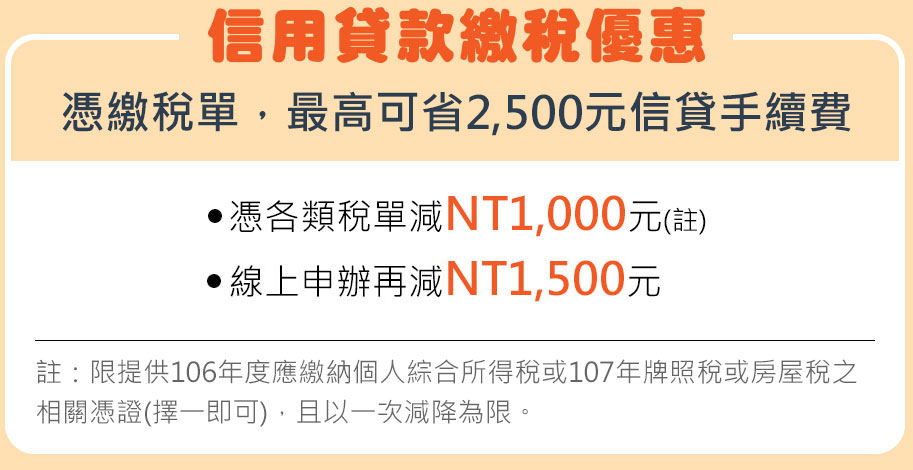 信用貸款繳稅優惠
憑繳稅單，最高可省2,500元信貸手續費
●憑各類稅單減NT1,000元(註)
●線上申辦再減NT1,500元
註：限提供106年度應繳納個人綜合所得稅或107年牌照稅或房屋稅之
相關憑證(擇一即可)，且以一次減降為限。